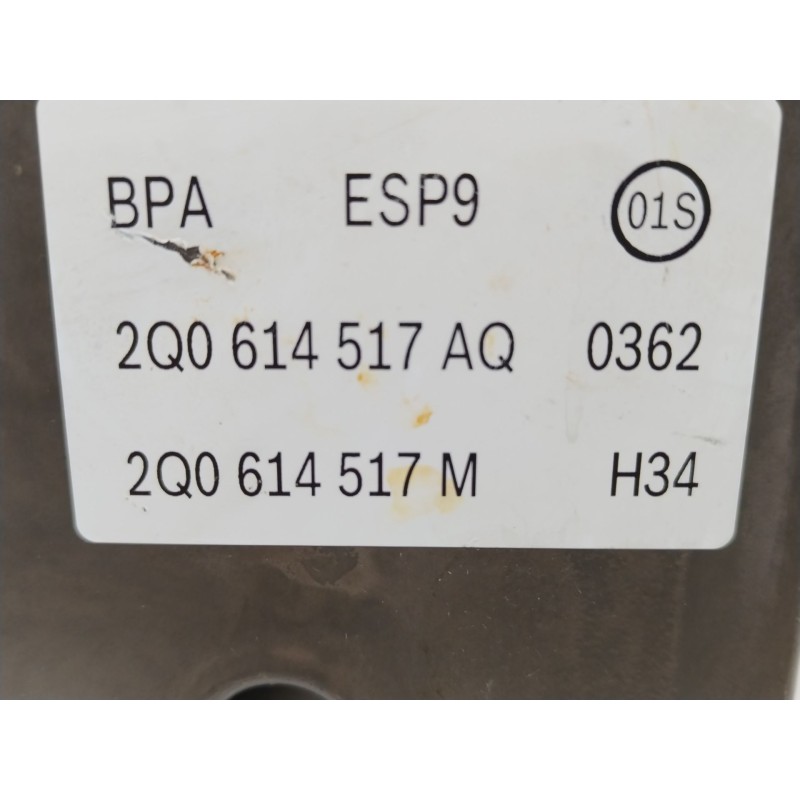 BPA ESP9 01S
2Q0 614 517 AQ 0362
2Q0 614 517 M H34